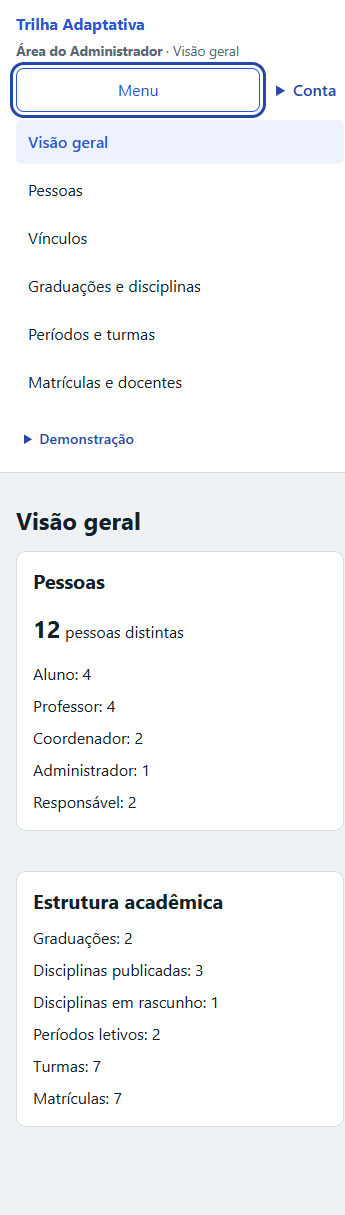 Trilha Adaptativa
Área do Administrador · Visão geral
Menu
Conta
Visão geral
Pessoas
Vínculos
Graduações e disciplinas
Períodos e turmas
Matrículas e docentes
Demonstração
Visão geral
Pessoas
12 pessoas distintas
Aluno: 4
Professor: 4
Coordenador: 2
Administrador: 1
Responsável: 2
Estrutura acadêmica
Graduações: 2
Disciplinas publicadas: 3
Disciplinas em rascunho: 1
Períodos letivos: 2
Turmas: 7
Matrículas: 7